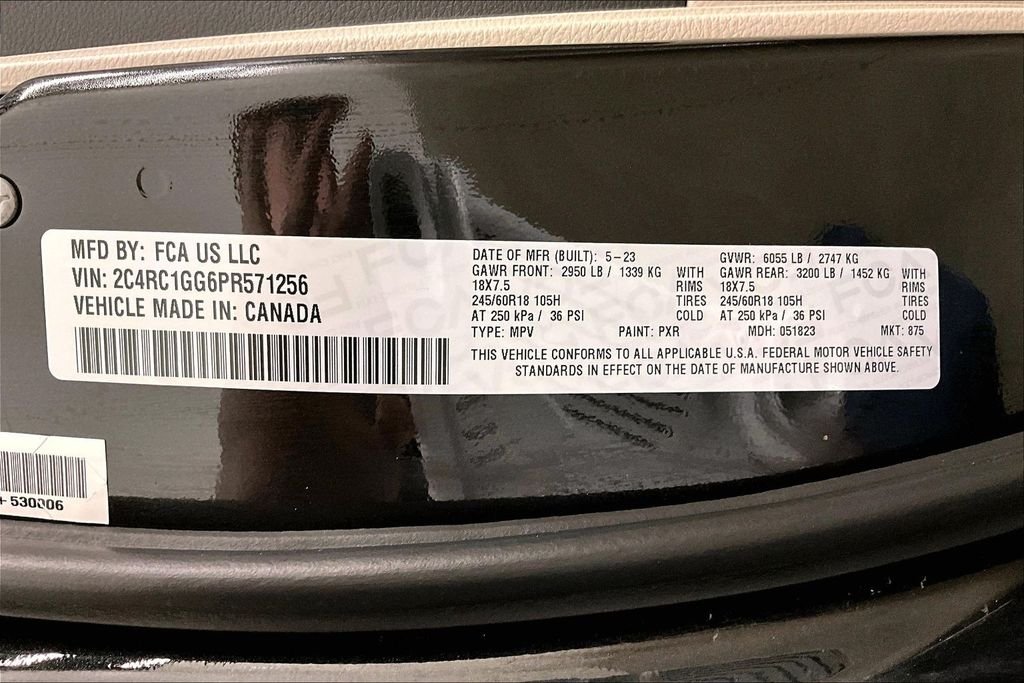 MFD BY: FCA US LLC
VIN: 2C4RC1GG6PR571256
VEHICLE MADE IN: CANADA
DATE OF MFR (BUILT): 5-23 GVWR: 6055 LB / 2747 KG
GAWR FRONT: 2950 LB / 1339 KG WITH GAWR REAR: 3200 LB / 1452 KG WITH
18X7.5 RIMS 18X7.5 RIMS
245/60R18 105H TIRES 245/60R18 105H TIRES
AT 250 kPa / 36 PSI COLD AT 250 kPa / 36 PSI COLD
TYPE: MPV PAINT: PXR MDH: 051823 MKT: 875
THIS VEHICLE CONFORMS TO ALL APPLICABLE U.S.A. FEDERAL MOTOR VEHICLE SAFETY
STANDARDS IN EFFECT ON THE DATE OF MANUFACTURE SHOWN ABOVE.